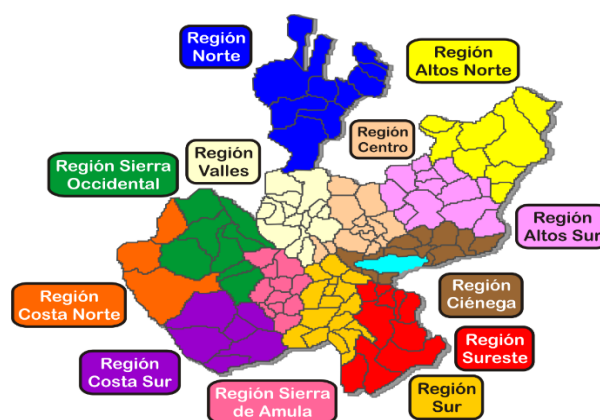 Región
Norte
Región
Altos Norte
Región
Centro
Región
Valles
Región Sierra
Occidental
Región
Altos Sur
Región
Ciénega
Región
Costa Norte
Región
Sureste
Región
Costa Sur
Región Sierra
de Amula
Región
Sur